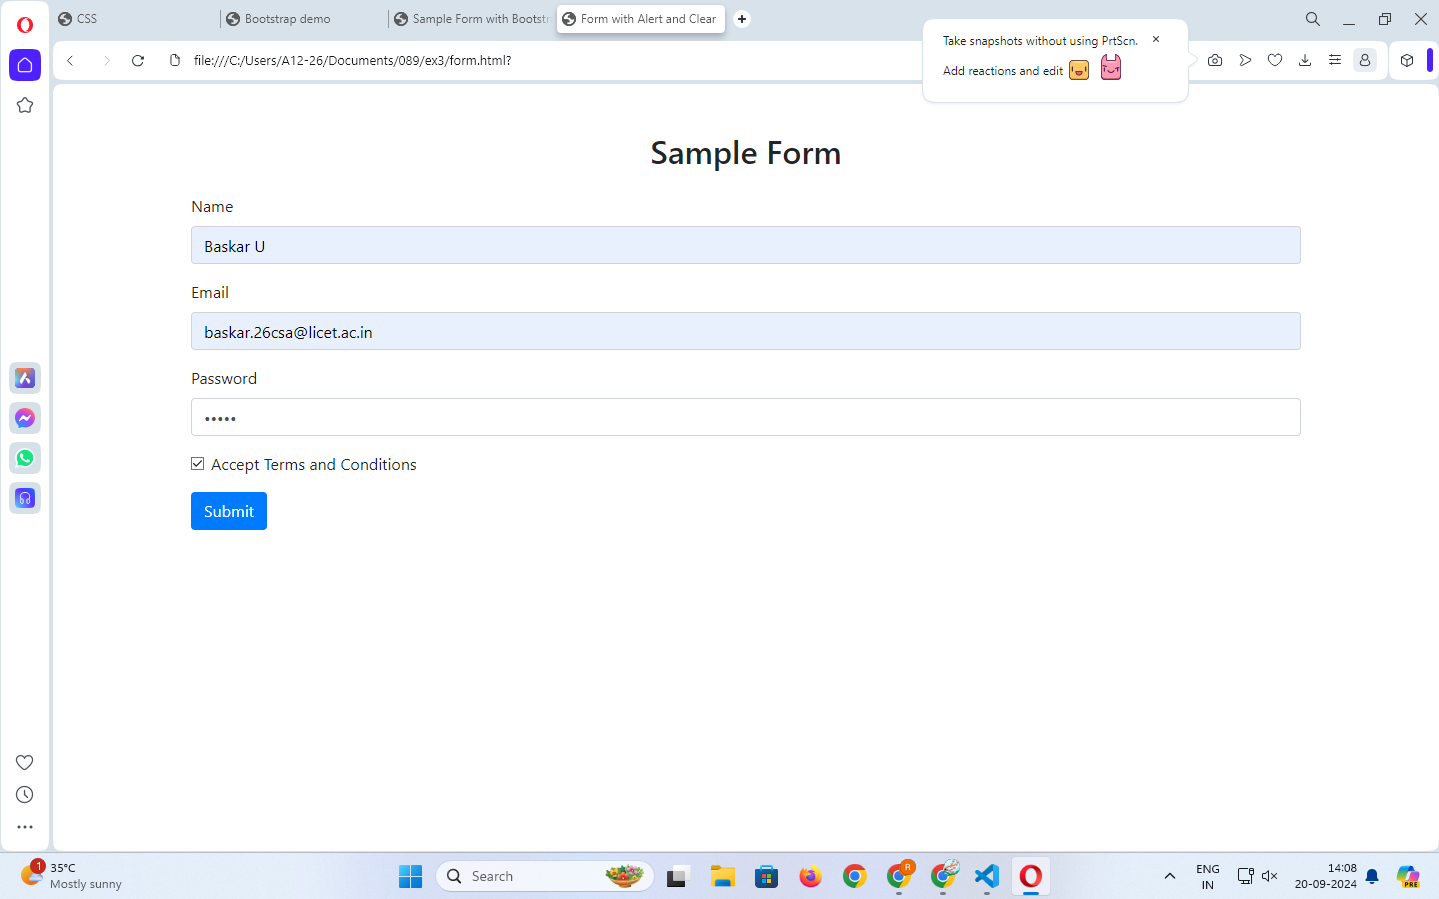 CSS
Bootstrap demo
Sample Form with Bootst
Form with Alert and Clear
file:///C:/Users/A12-26/Documents/089/ex3/form.html?
Take snapshots without using PrtScn.
Add reactions and edit
Sample Form
Name
Baskar U
Email
baskar.26csa@licet.ac.in
Password
•••••
Accept Terms and Conditions
Submit
1
35°C
Mostly sunny
Search
R
ENG
IN
14:08
20-09-2024
PRE